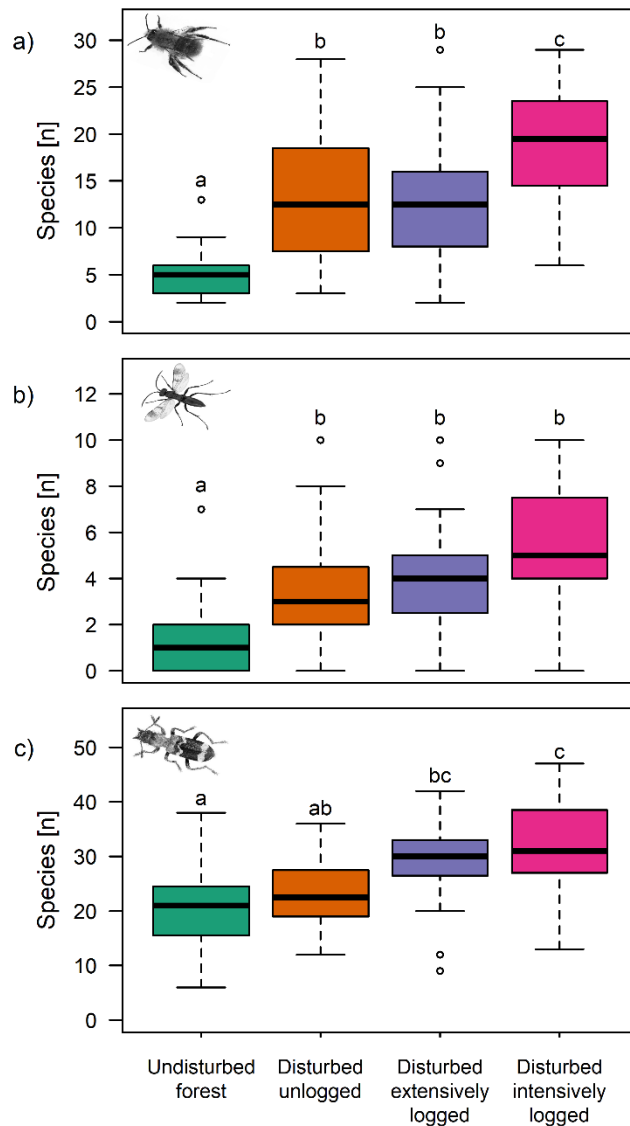 a)
Species [n]
30
25
20
15
10
5
0
a
b
b
c
b)
Species [n]
12
10
8
6
4
2
0
a
b
b
b
c)
Species [n]
50
40
30
20
10
0
a
ab
bc
c
Undisturbed
forest
Disturbed
unlogged
Disturbed
extensively
logged
Disturbed
intensively
logged